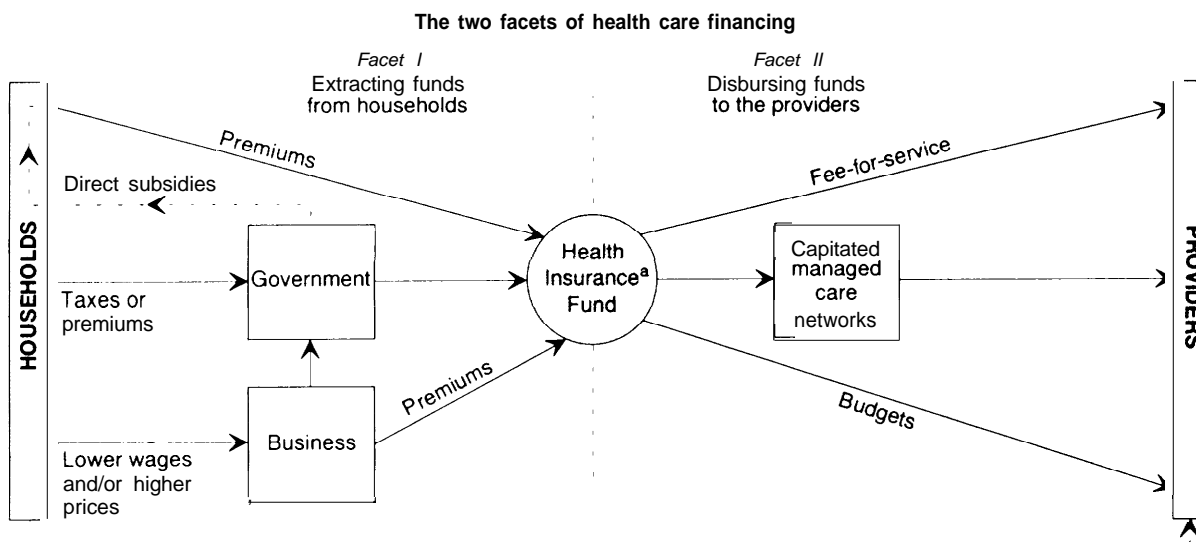 The two facets of health care financing
Facet I
Extracting funds
from households
Facet II
Disbursing funds
to the providers
HOUSEHOLDS
Premiums
Direct subsidies
Government
Taxes or
premiums
Business
Premiums
Lower wages
and/or higher
prices
Health
Insuranceª
Fund
Fee-for-service
Capitated
managed
care
networks
Budgets
PROVIDERS